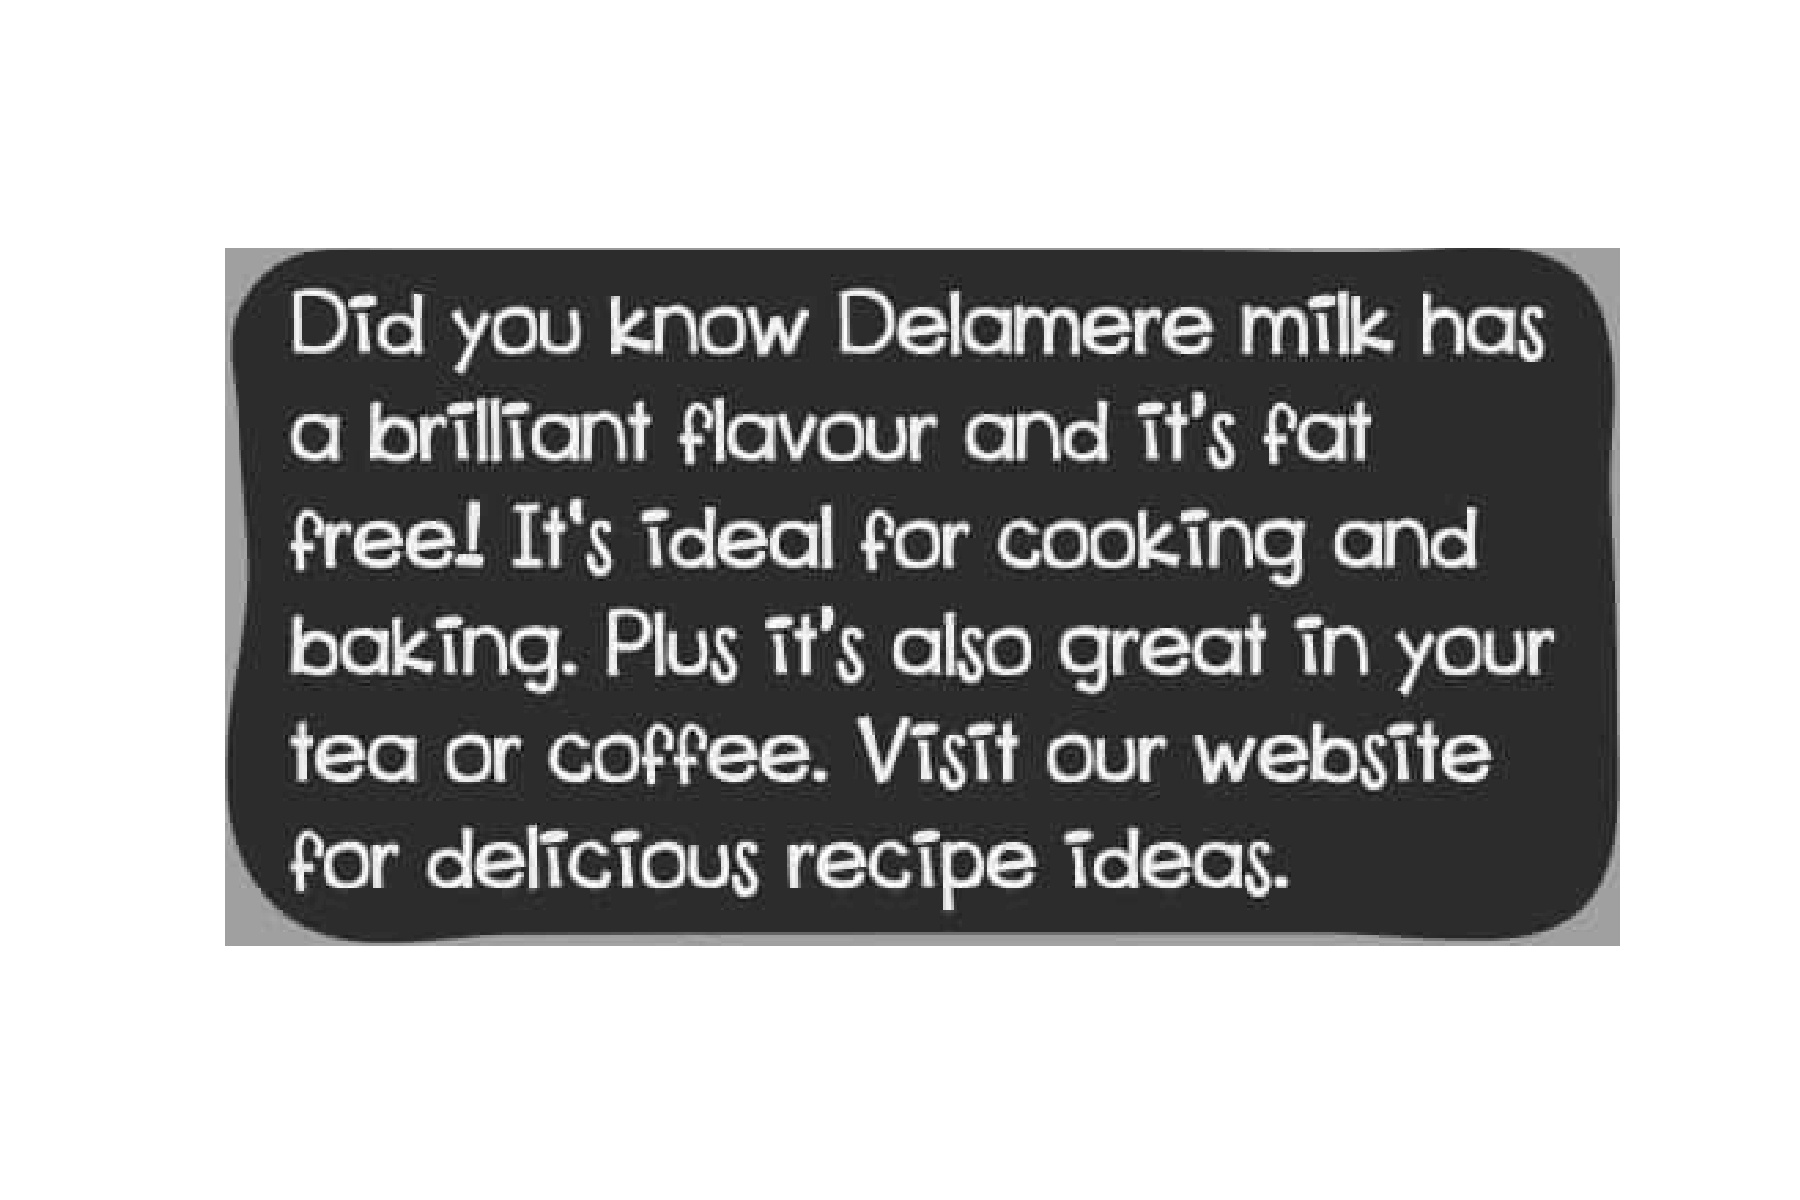 Did you know Delamere milk has
a brilliant flavour and it's fat
free! It's ideal for cooking and
baking. Plus it's also great in your
tea or coffee. Visit our website
for delicious recipe ideas.